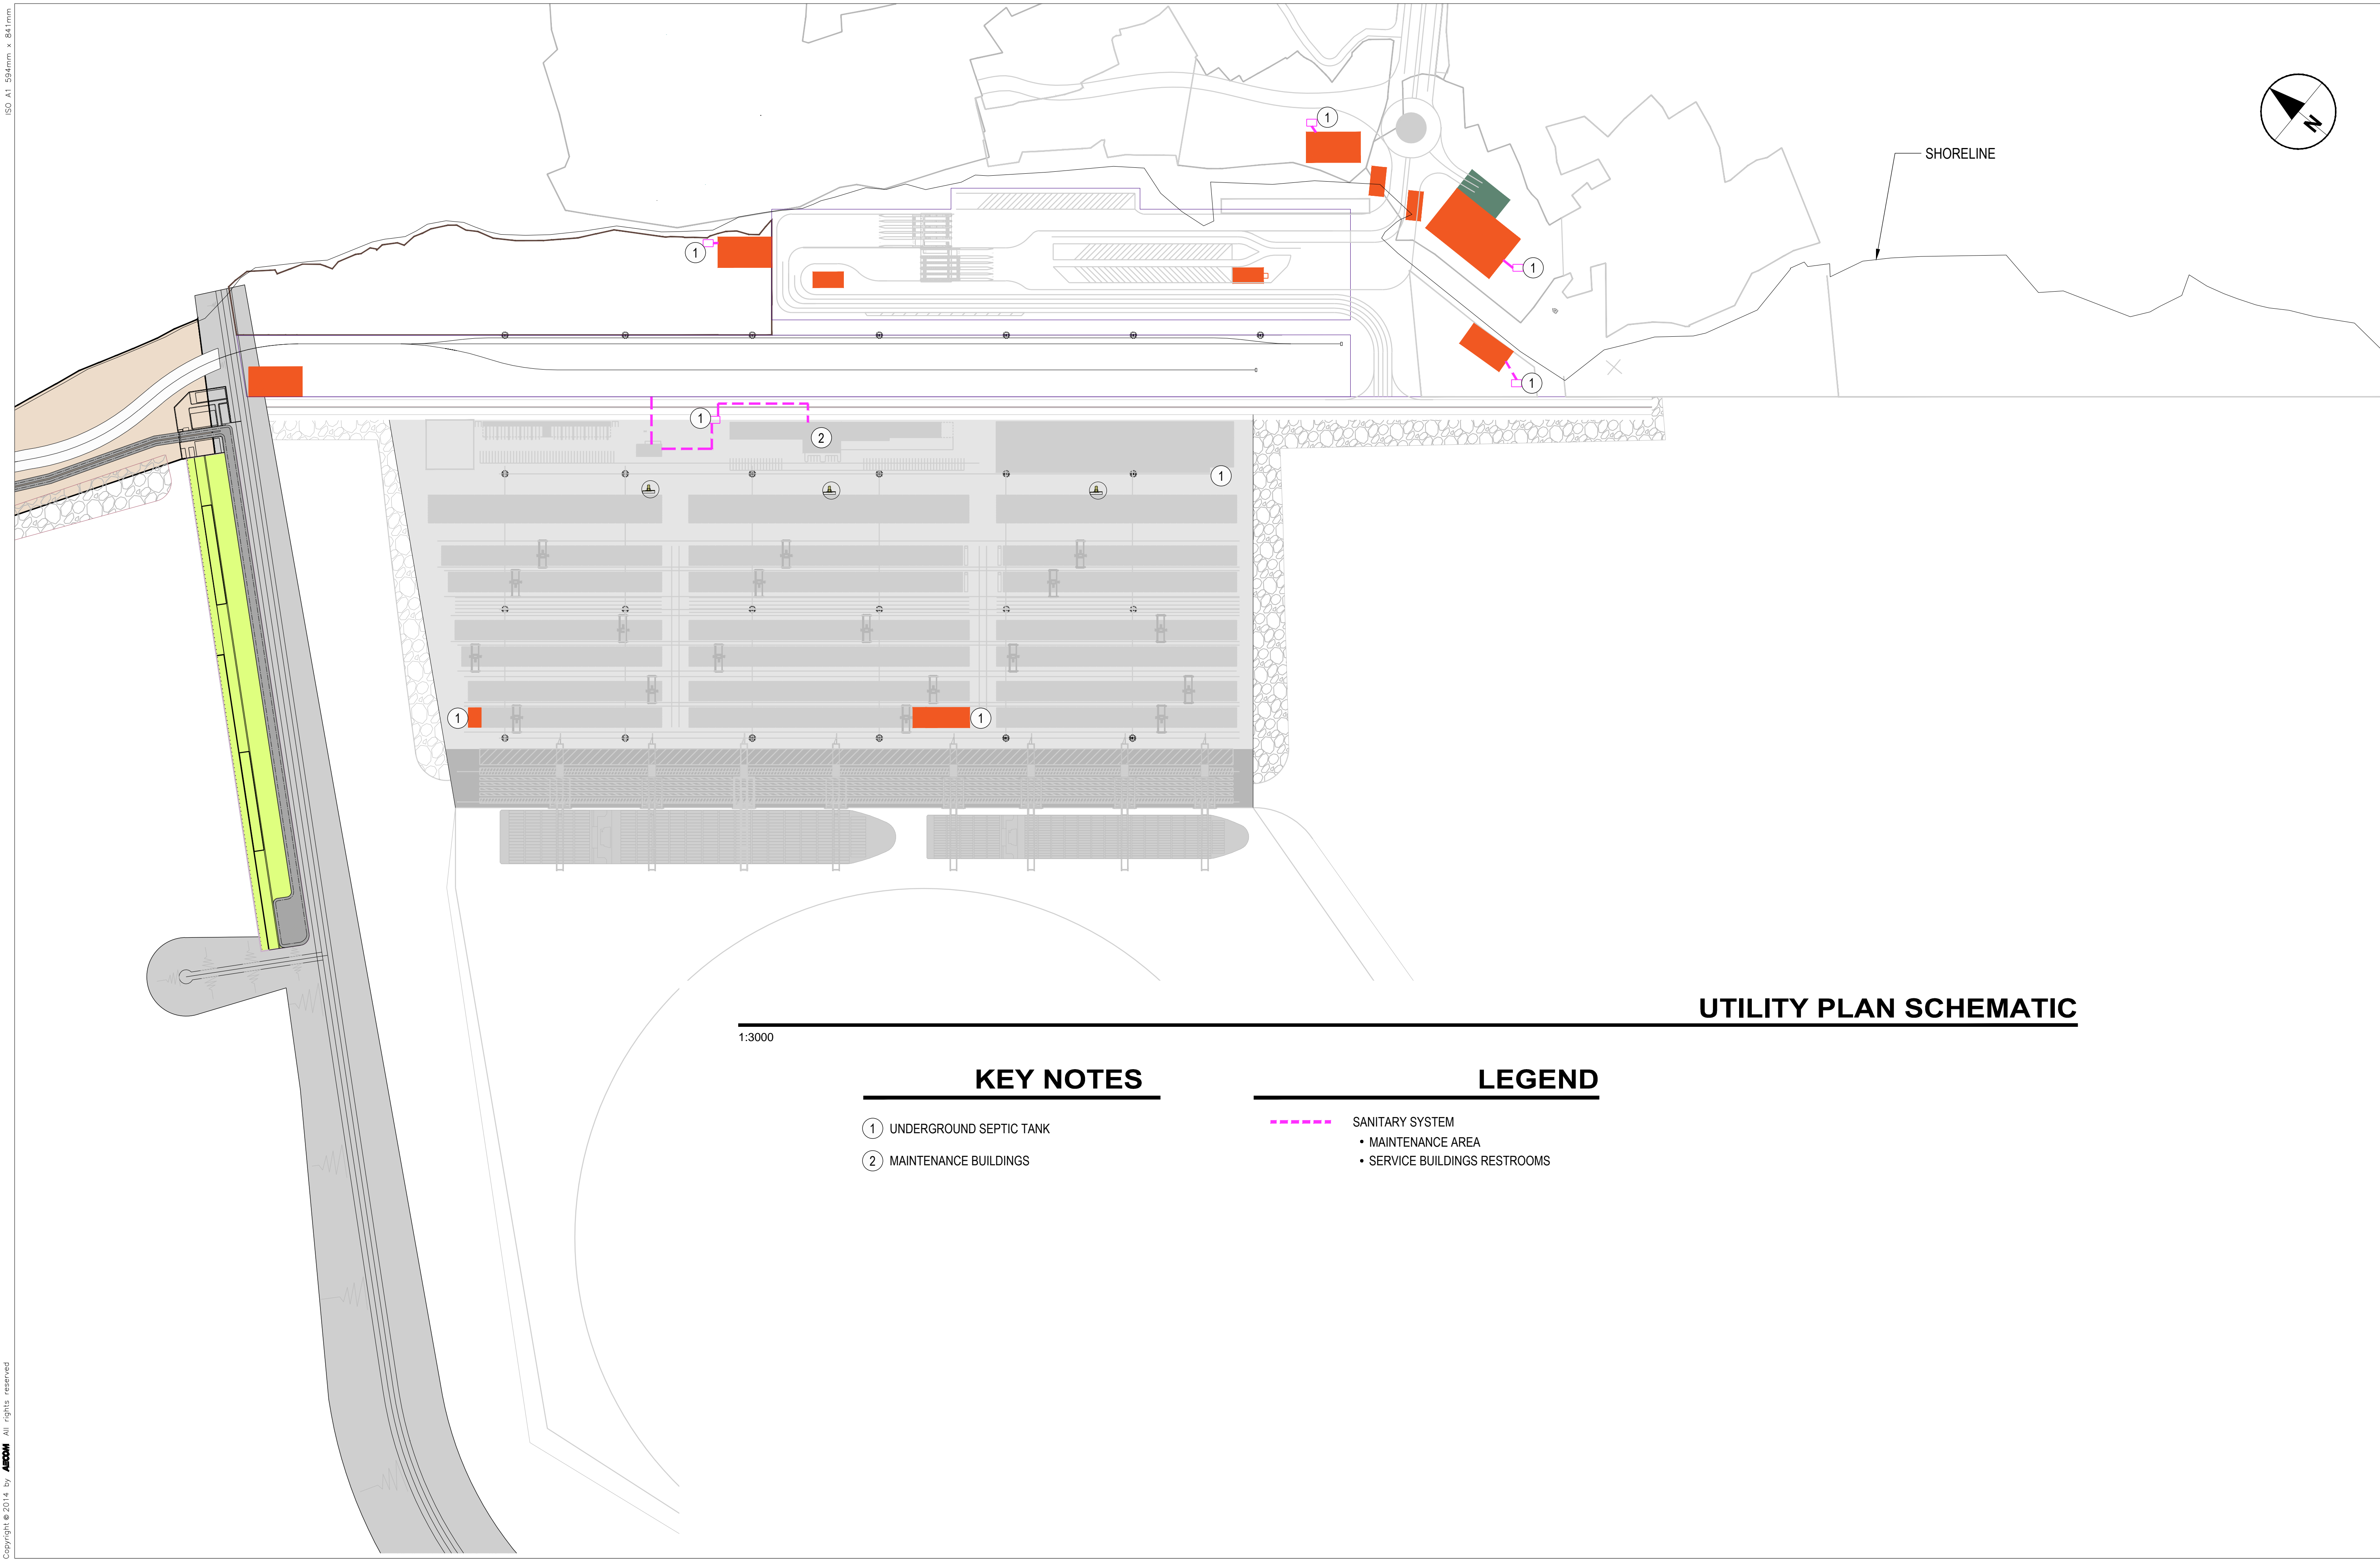 ISO A1 594mm x 841mm
1
N
SHORELINE
1
1
1
1
1
2
1
1
1
UTILITY PLAN SCHEMATIC
1:3000
KEY NOTES
LEGEND
1 UNDERGROUND SEPTIC TANK
2 MAINTENANCE BUILDINGS
SANITARY SYSTEM
• MAINTENANCE AREA
• SERVICE BUILDINGS RESTROOMS
Copyright © 2014 by AECOM All rights reserved